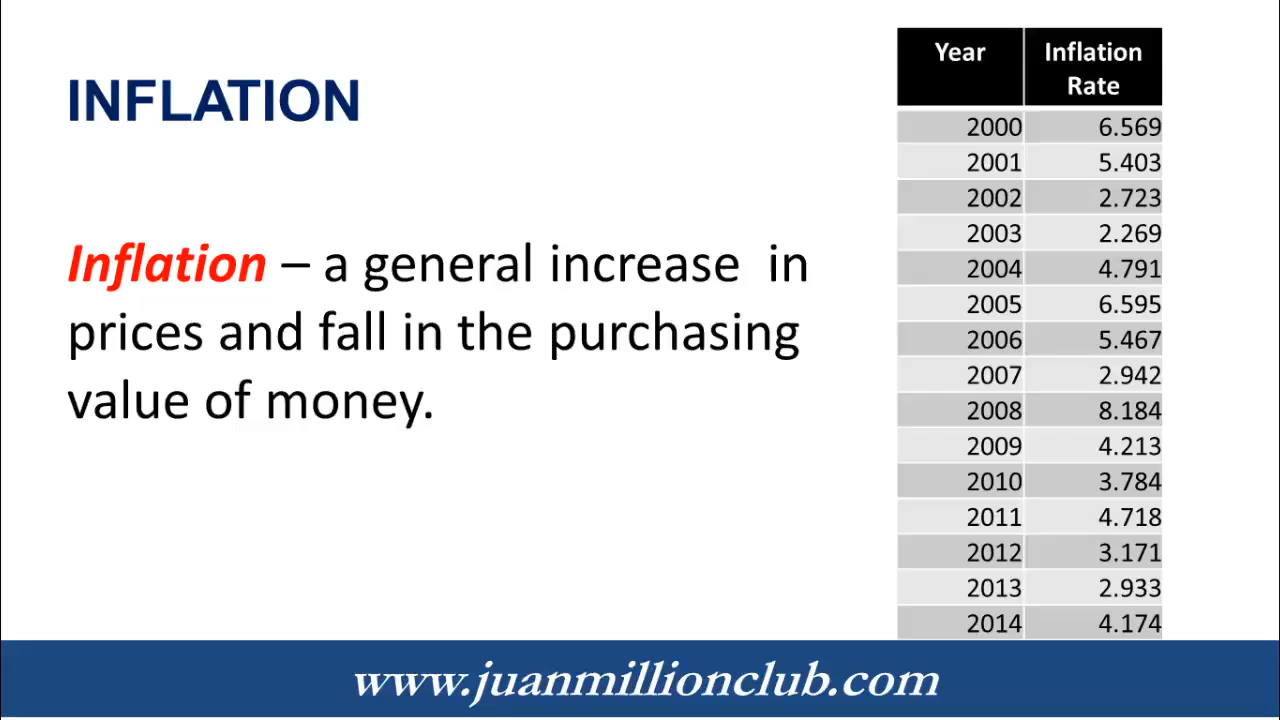 INFLATION
Inflation – a general increase in
prices and fall in the purchasing
value of money.
Year Inflation
Rate
2000 6.569
2001 5.403
2002 2.723
2003 2.269
2004 4.791
2005 6.595
2006 5.467
2007 2.942
2008 8.184
2009 4.213
2010 3.784
2011 4.718
2012 3.171
2013 2.933
2014 4.174
www.juanmillionclub.com